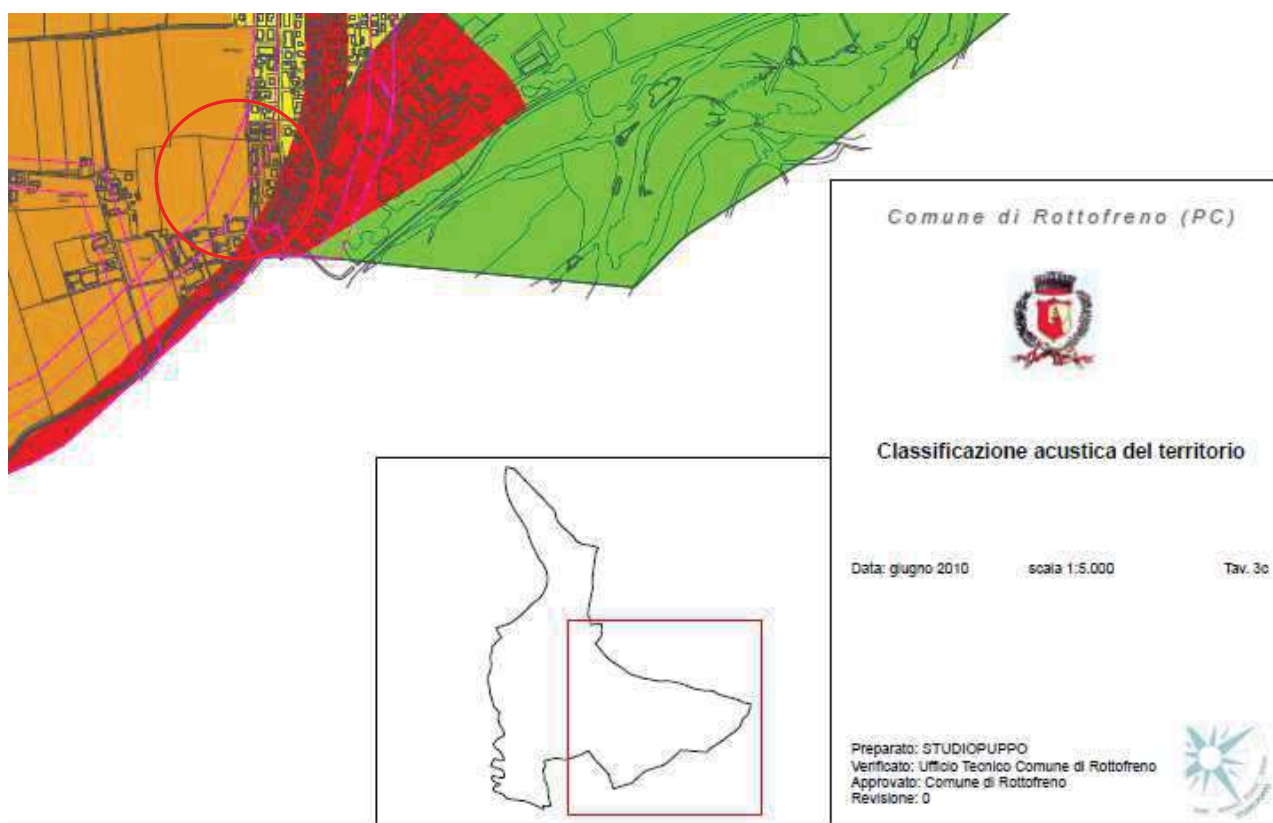 Comune di Rottofreno (PC)
Classificazione acustica del territorio
Data: giugno 2010 scala 1:5.000 Tav. 3c
Preparato: STUDIOPUPPO
Verificato: Ufficio Tecnico Comune di Rottofreno
Approvato: Comune di Rottofreno
Revisione: 0